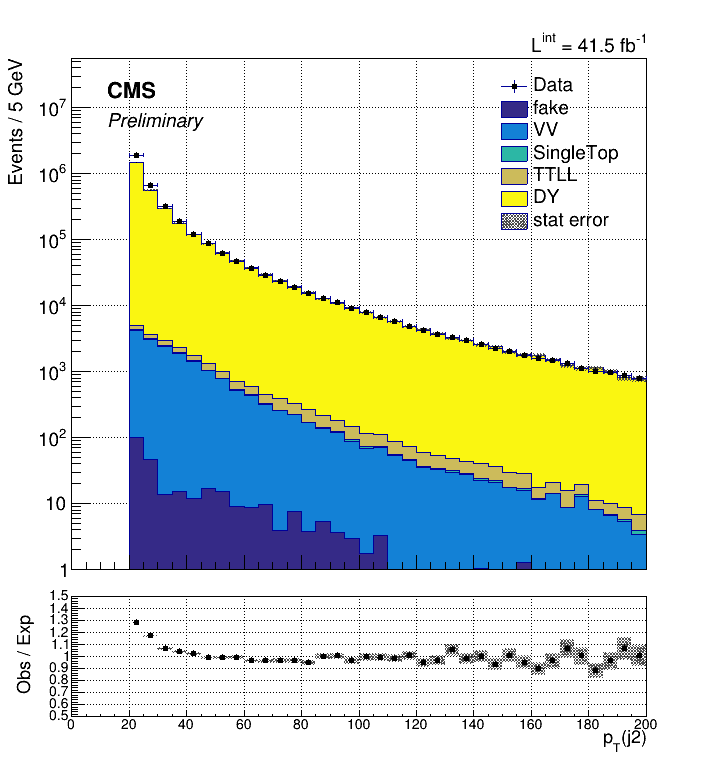 L^int = 41.5 fb^-1
Events / 5 GeV
CMS
Preliminary
Data
fake
VV
SingleTop
TTLL
DY
stat error
10^7
10^6
10^5
10^4
10^3
10^2
10
1
Obs / Exp
1.5
1.4
1.3
1.2
1.1
1
0.9
0.8
0.7
0.6
0.5
0 20 40 60 80 100 120 140 160 180 200
p_T(j2)